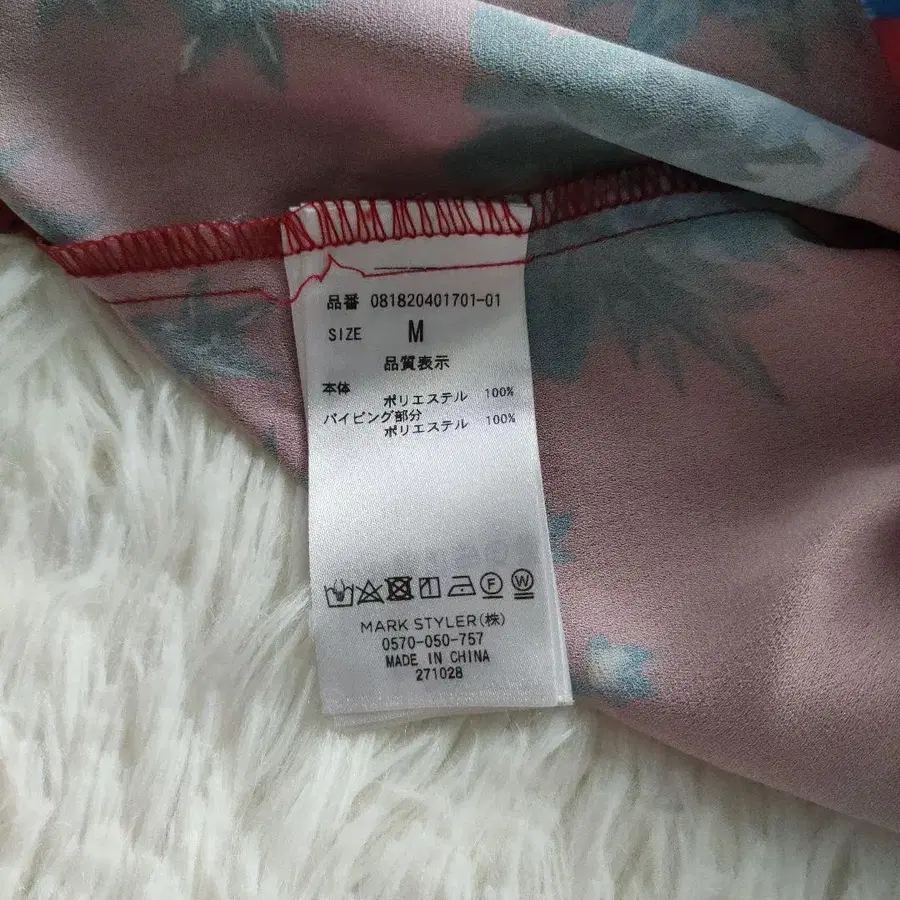 品番 081820401701-01
SIZE M
品質表示
本体
ポリエステル 100%
パイピング部分
ポリエステル 100%
F W
MARK STYLER(株)
0570-050-757
MADE IN CHINA
271028